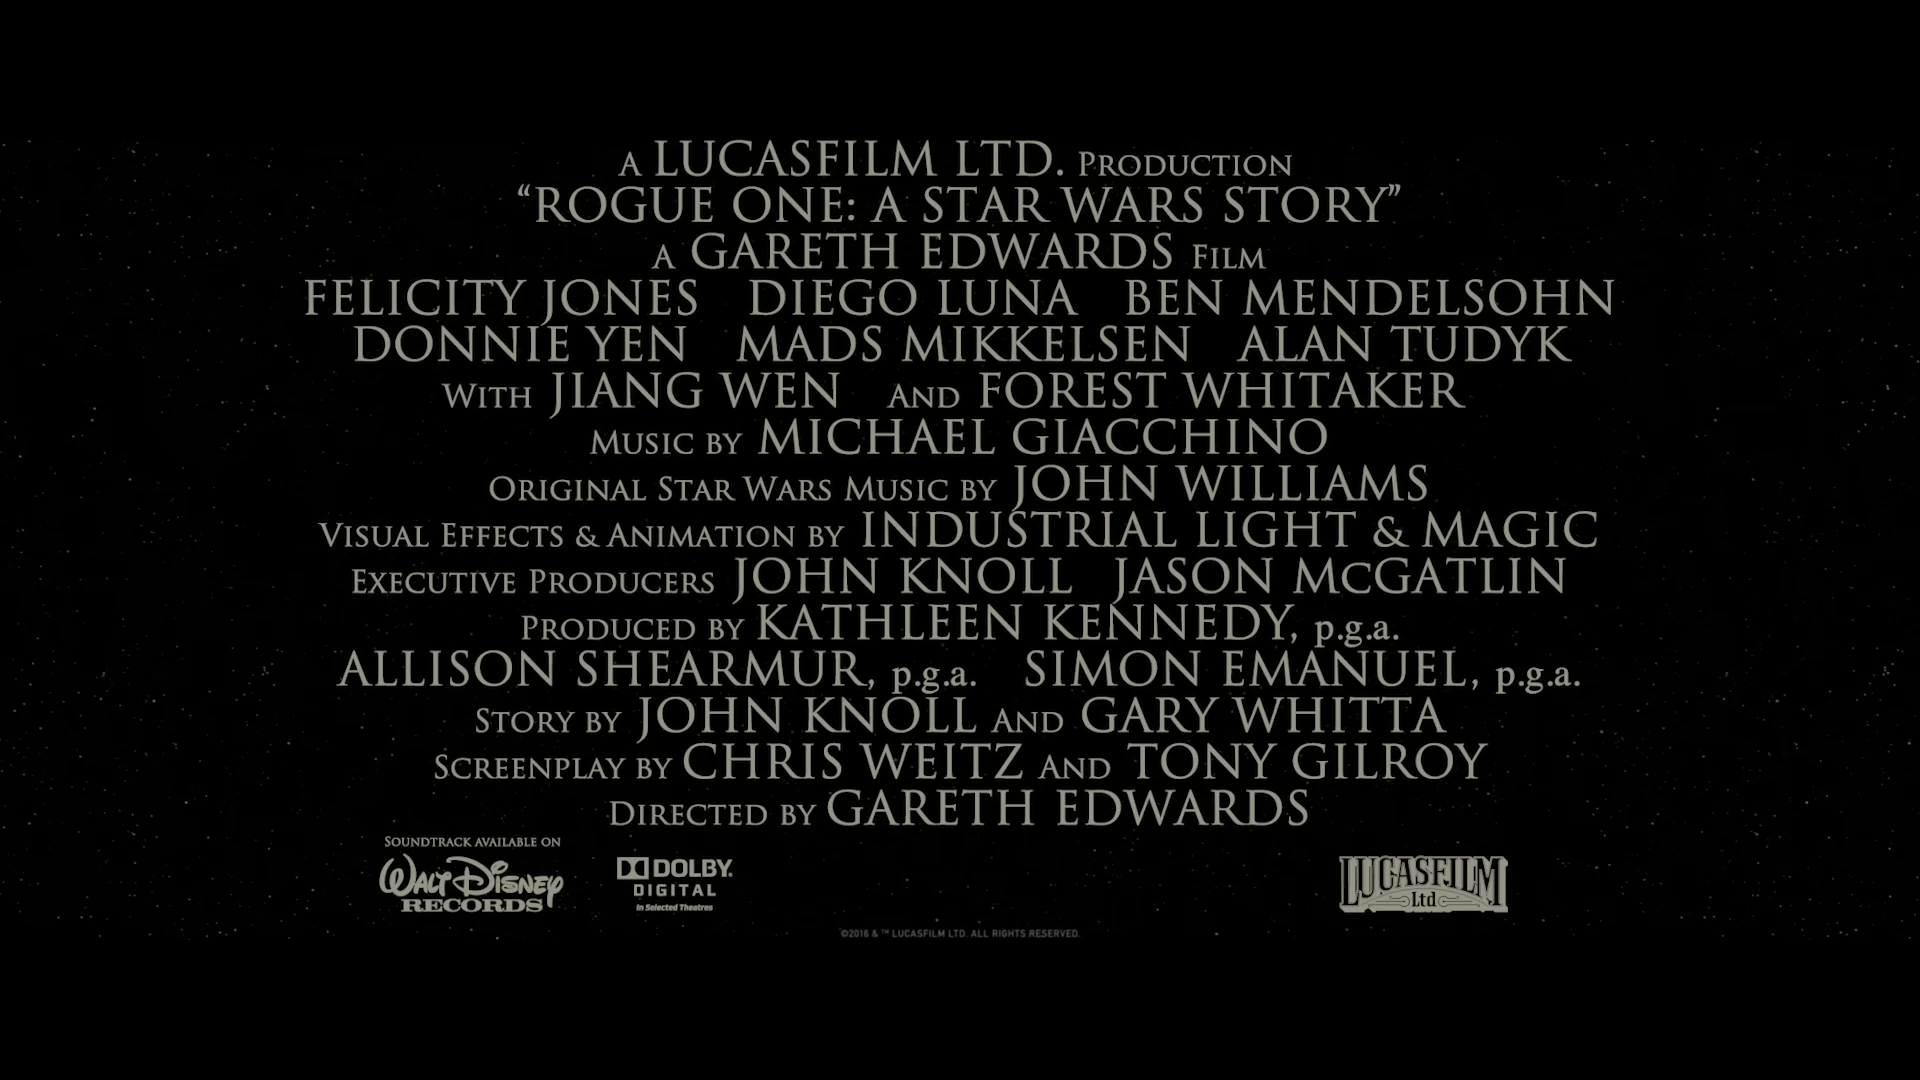 A LUCASFILM LTD. PRODUCTION
“ROGUE ONE: A STAR WARS STORY”
A GARETH EDWARDS FILM
FELICITY JONES DIEGO LUNA BEN MENDELSOHN
DONNIE YEN MADS MIKKELSEN ALAN TUDYK
WITH JIANG WEN AND FOREST WHITAKER
MUSIC BY MICHAEL GIACCHINO
ORIGINAL STAR WARS MUSIC BY JOHN WILLIAMS
VISUAL EFFECTS & ANIMATION BY INDUSTRIAL LIGHT & MAGIC
EXECUTIVE PRODUCERS JOHN KNOLL JASON McGATLIN
PRODUCED BY KATHLEEN KENNEDY, p.g.a.
ALLISON SHEARMUR, p.g.a. SIMON EMANUEL, p.g.a.
STORY BY JOHN KNOLL AND GARY WHITTA
SCREENPLAY BY CHRIS WEITZ AND TONY GILROY
DIRECTED BY GARETH EDWARDS
SOUNDTRACK AVAILABLE ON
WALT DISNEY
RECORDS
DOLBY.
DIGITAL
In Selected Theatres
LUCASFILM
Ltd
©2016 & ™ LUCASFILM LTD. ALL RIGHTS RESERVED.